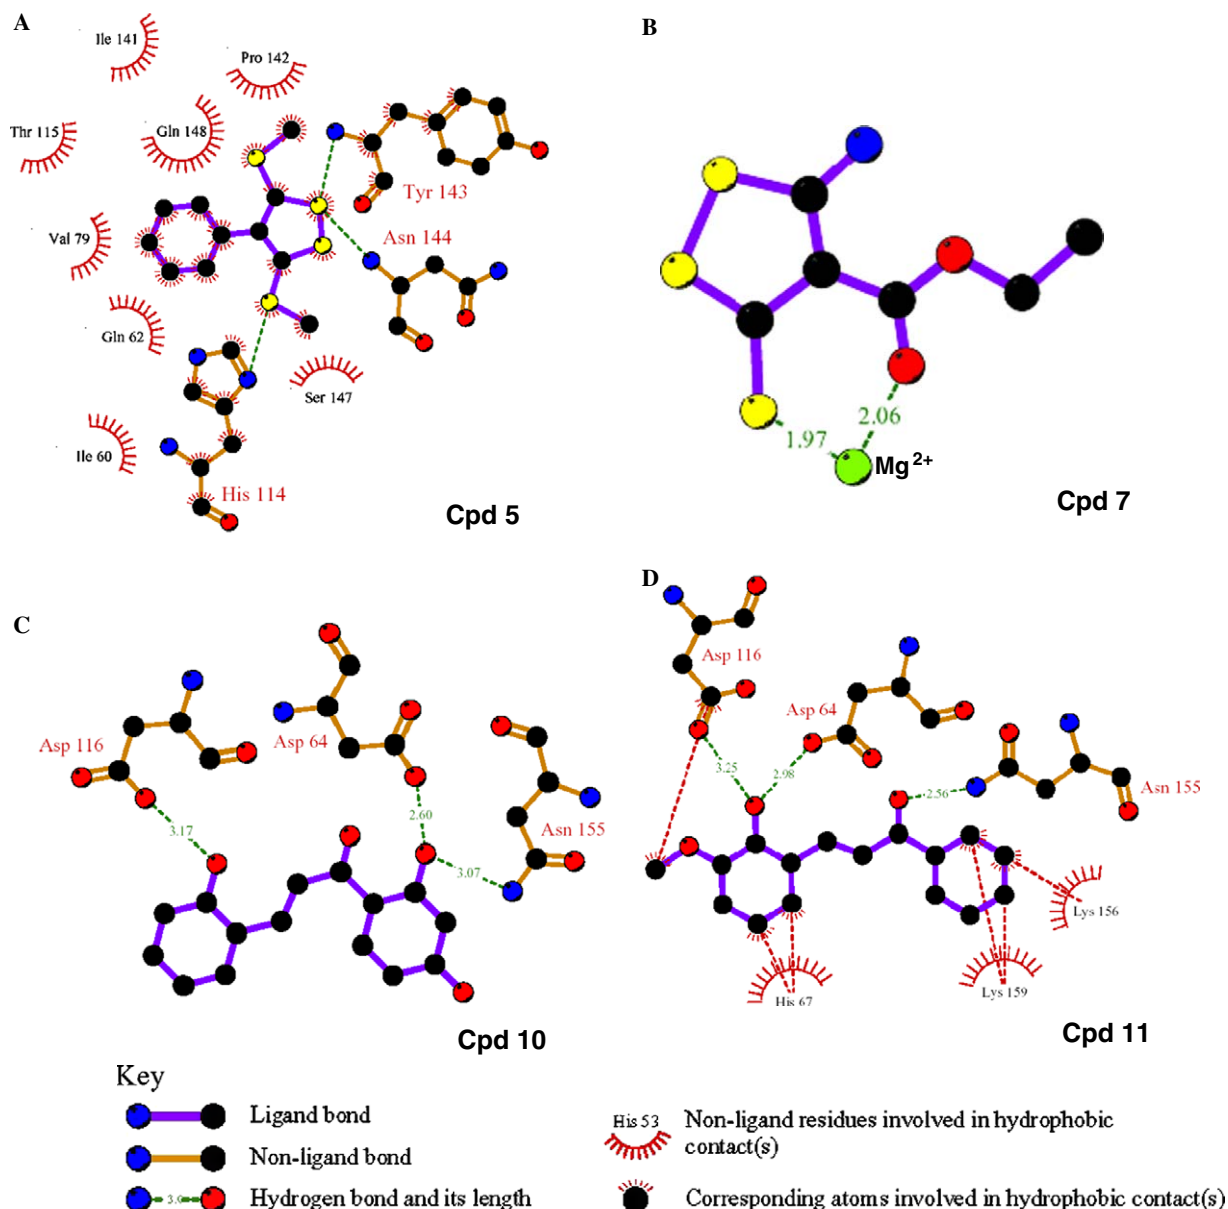 A
Ile 141
Pro 142
Thr 115
Gln 148
Tyr 143
Val 79
Asn 144
Gln 62
Ser 147
Ile 60
His 114
Cpd 5
B
1.97
2.06
Mg2+
Cpd 7
C
Asp 116
Asp 64
3.17
2.60
Asn 155
3.07
Cpd 10
D
Asp 116
Asp 64
3.25
2.98
2.56
Asn 155
Lys 156
His 67
Lys 159
Cpd 11
Key
Ligand bond
Non-ligand bond
Hydrogen bond and its length
His 53
Non-ligand residues involved in hydrophobic
contact(s)
Corresponding atoms involved in hydrophobic contact(s)